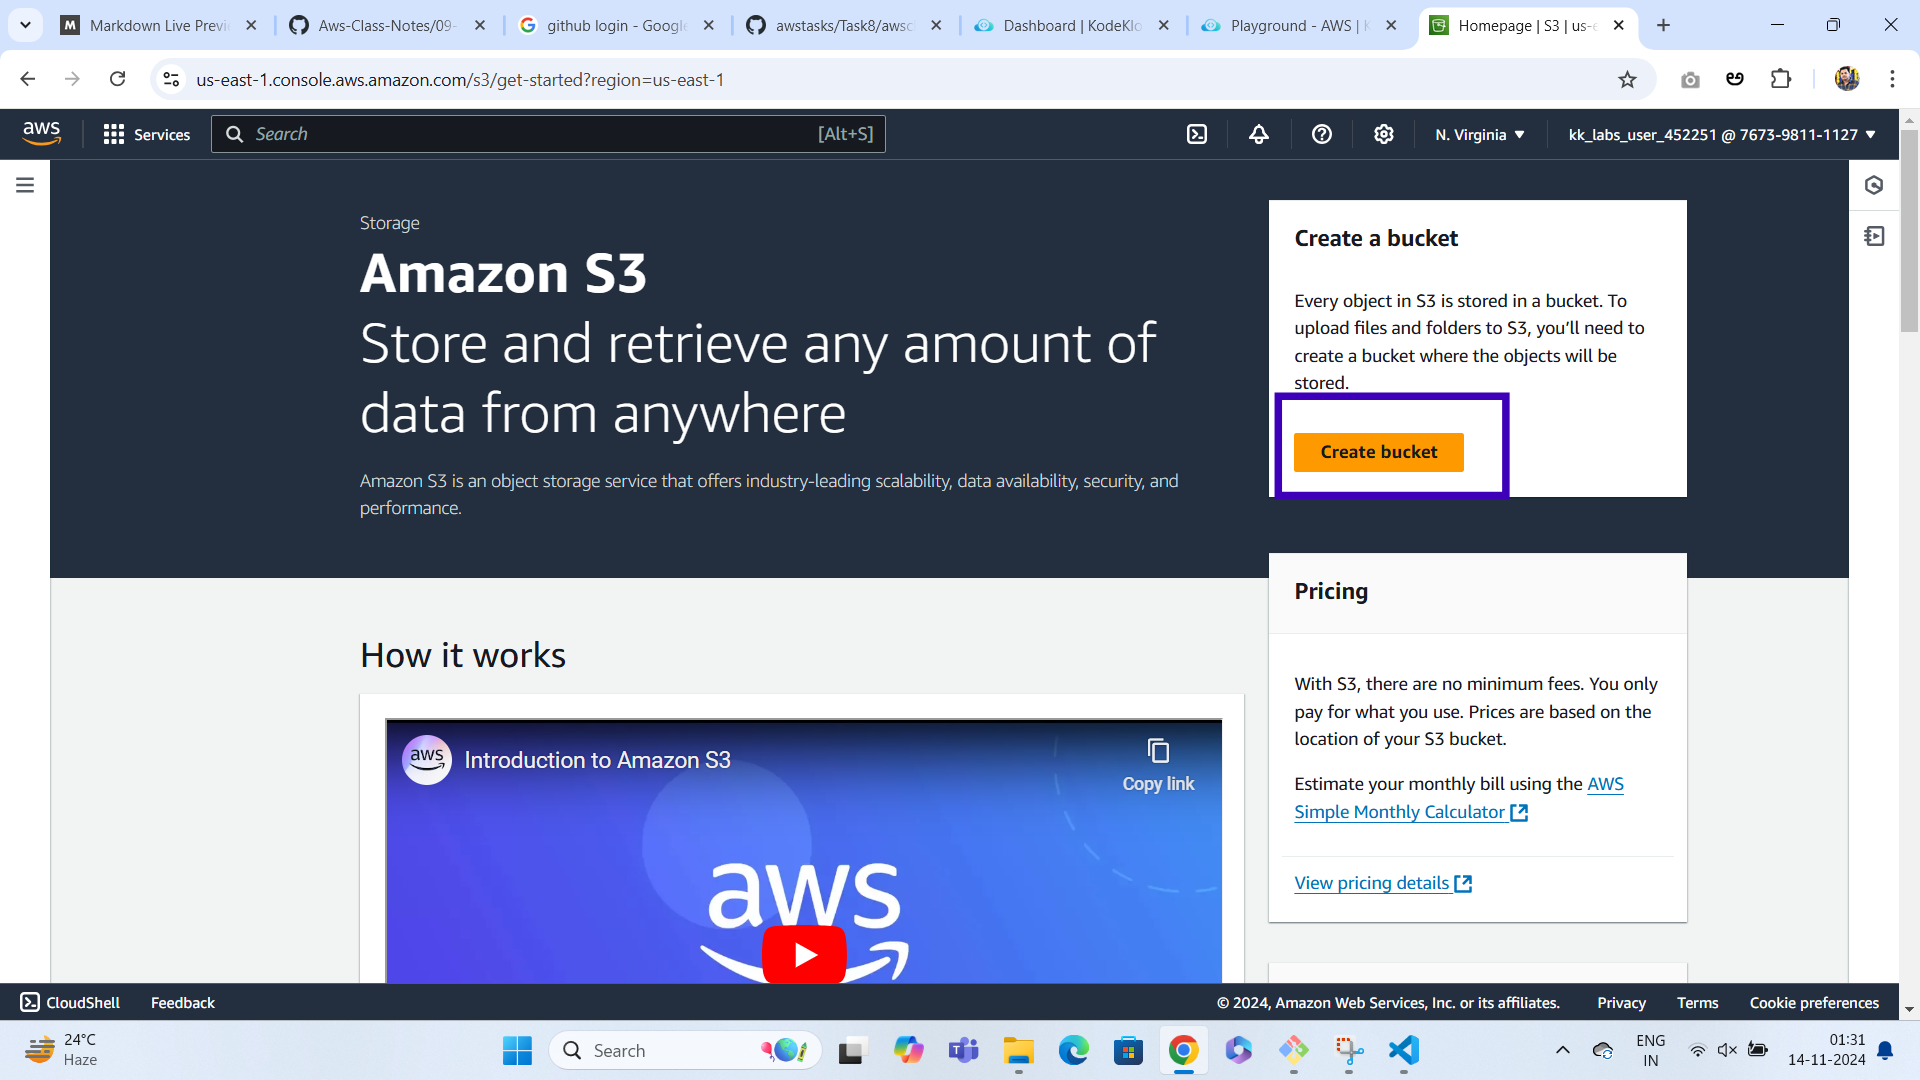 Markdown Live Previe
Aws-Class-Notes/09-
github login - Google
awstasks/Task8/awscl
Dashboard | KodeKlo
Playground - AWS | K
Homepage | S3 | us-e
us-east-1.console.aws.amazon.com/s3/get-started?region=us-east-1
aws
Services
Search
[Alt+S]
N. Virginia
kk_labs_user_452251 @ 7673-9811-1127
Storage
Amazon S3
Store and retrieve any amount of
data from anywhere
Amazon S3 is an object storage service that offers industry-leading scalability, data availability, security, and
performance.
Create a bucket
Every object in S3 is stored in a bucket. To
upload files and folders to S3, you’ll need to
create a bucket where the objects will be
stored.
Create bucket
Pricing
With S3, there are no minimum fees. You only
pay for what you use. Prices are based on the
location of your S3 bucket.
Estimate your monthly bill using the AWS
Simple Monthly Calculator
View pricing details
How it works
aws
Introduction to Amazon S3
Copy link
aws
CloudShell
Feedback
© 2024, Amazon Web Services, Inc. or its affiliates.
Privacy
Terms
Cookie preferences
24°C
Haze
Search
ENG
IN
01:31
14-11-2024